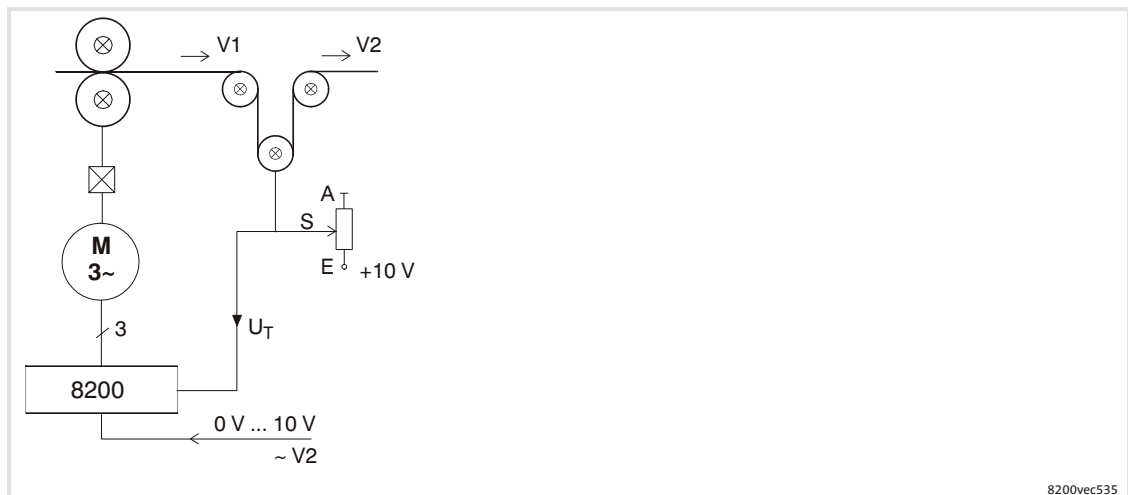 V1 V2
A
S
M
3~
E +10 V
3
U_T
8200
0 V ... 10 V
~ V2
8200vec535